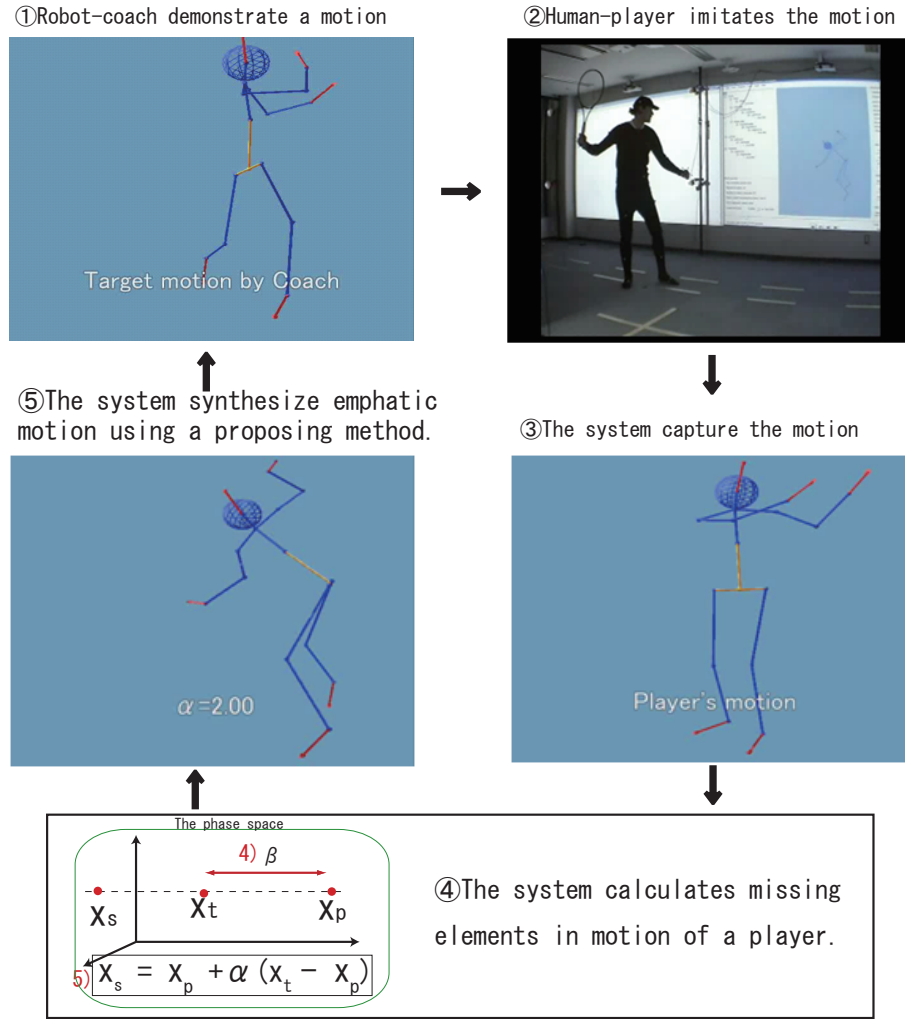 ①Robot-coach demonstrate a motion
②Human-player imitates the motion
Target motion by Coach
⑤The system synthesize emphatic
motion using a proposing method.
③The system capture the motion
α=2.00
Player's motion
The phase space
4) β
Xs
Xt
Xp
5) Xs = Xp + α (xt - Xp)
④The system calculates missing
elements in motion of a player.